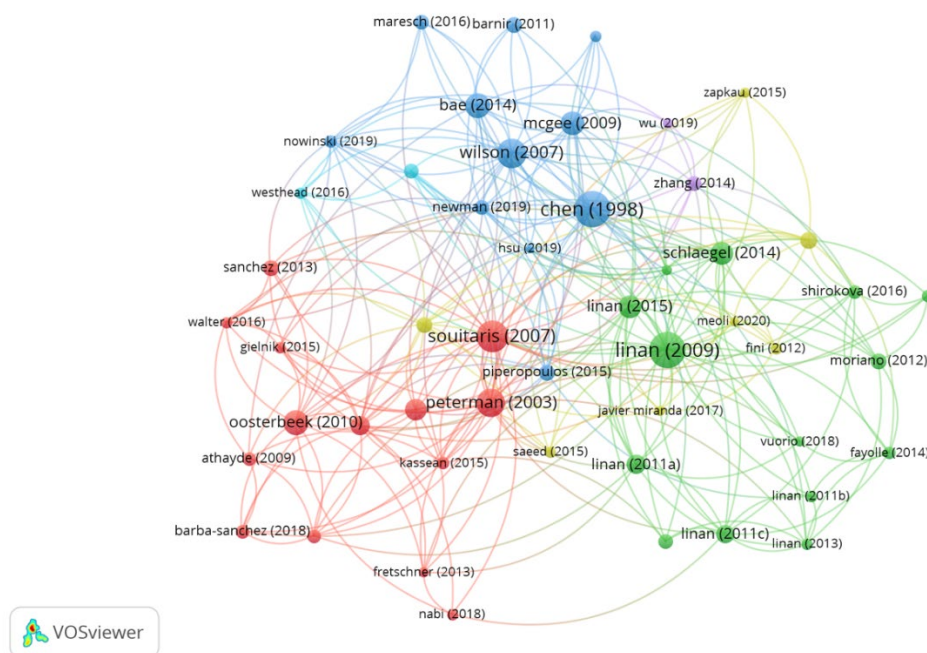 maresch (2016)
barnir (2011)
zapkau (2015)
bae (2014)
mcgee (2009)
wu (2019)
nowinski (2019)
wilson (2007)
westhead (2016)
zhang (2014)
newman (2019)
chen (1998)
hsu (2019)
schlaegel (2014)
sanchez (2013)
shirokova (2016)
linan (2015)
walter (2016)
meoli (2020)
souitaris (2007)
gielnik (2015)
linan (2009)
fini (2012)
moriano (2012)
piperopoulos (2015)
peterman (2003)
javier miranda (2017)
oosterbeek (2010)
vuorio (2018)
saeed (2015)
fayolle (2014)
athayde (2009)
kassean (2015)
linan (2011a)
linan (2011b)
barba-sanchez (2018)
linan (2011c)
linan (2013)
fretschner (2013)
nabi (2018)
VOSviewer